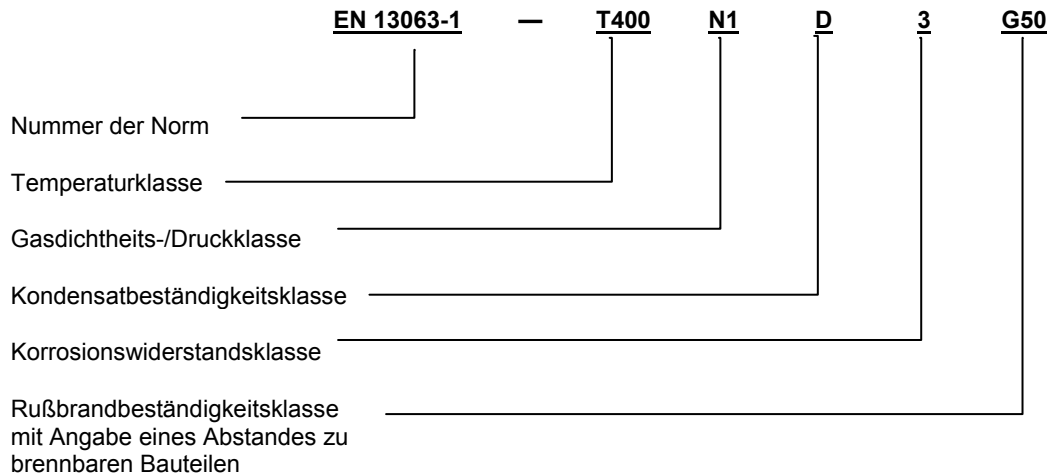 EN 13063-1 — T400 N1 D 3 G50
Nummer der Norm
Temperaturklasse
Gasdichtheits-/Druckklasse
Kondensatbeständigkeitsklasse
Korrosionswiderstandsklasse
Rußbrandbeständigkeitsklasse
mit Angabe eines Abstandes zu
brennbaren Bauteilen